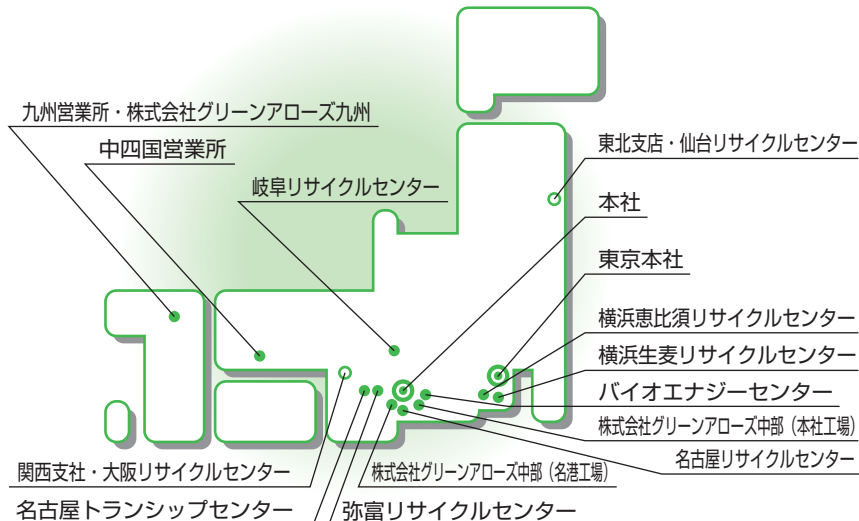 九州営業所・株式会社グリーンアローズ九州
中四国営業所
岐阜リサイクルセンター
東北支店・仙台リサイクルセンター
本社
東京本社
横浜恵比須リサイクルセンター
横浜生麦リサイクルセンター
バイオエナジーセンター
株式会社グリーンアローズ中部（本社工場）
名古屋リサイクルセンター
関西支社・大阪リサイクルセンター
株式会社グリーンアローズ中部（名港工場）
名古屋トランシップセンター
弥富リサイクルセンター